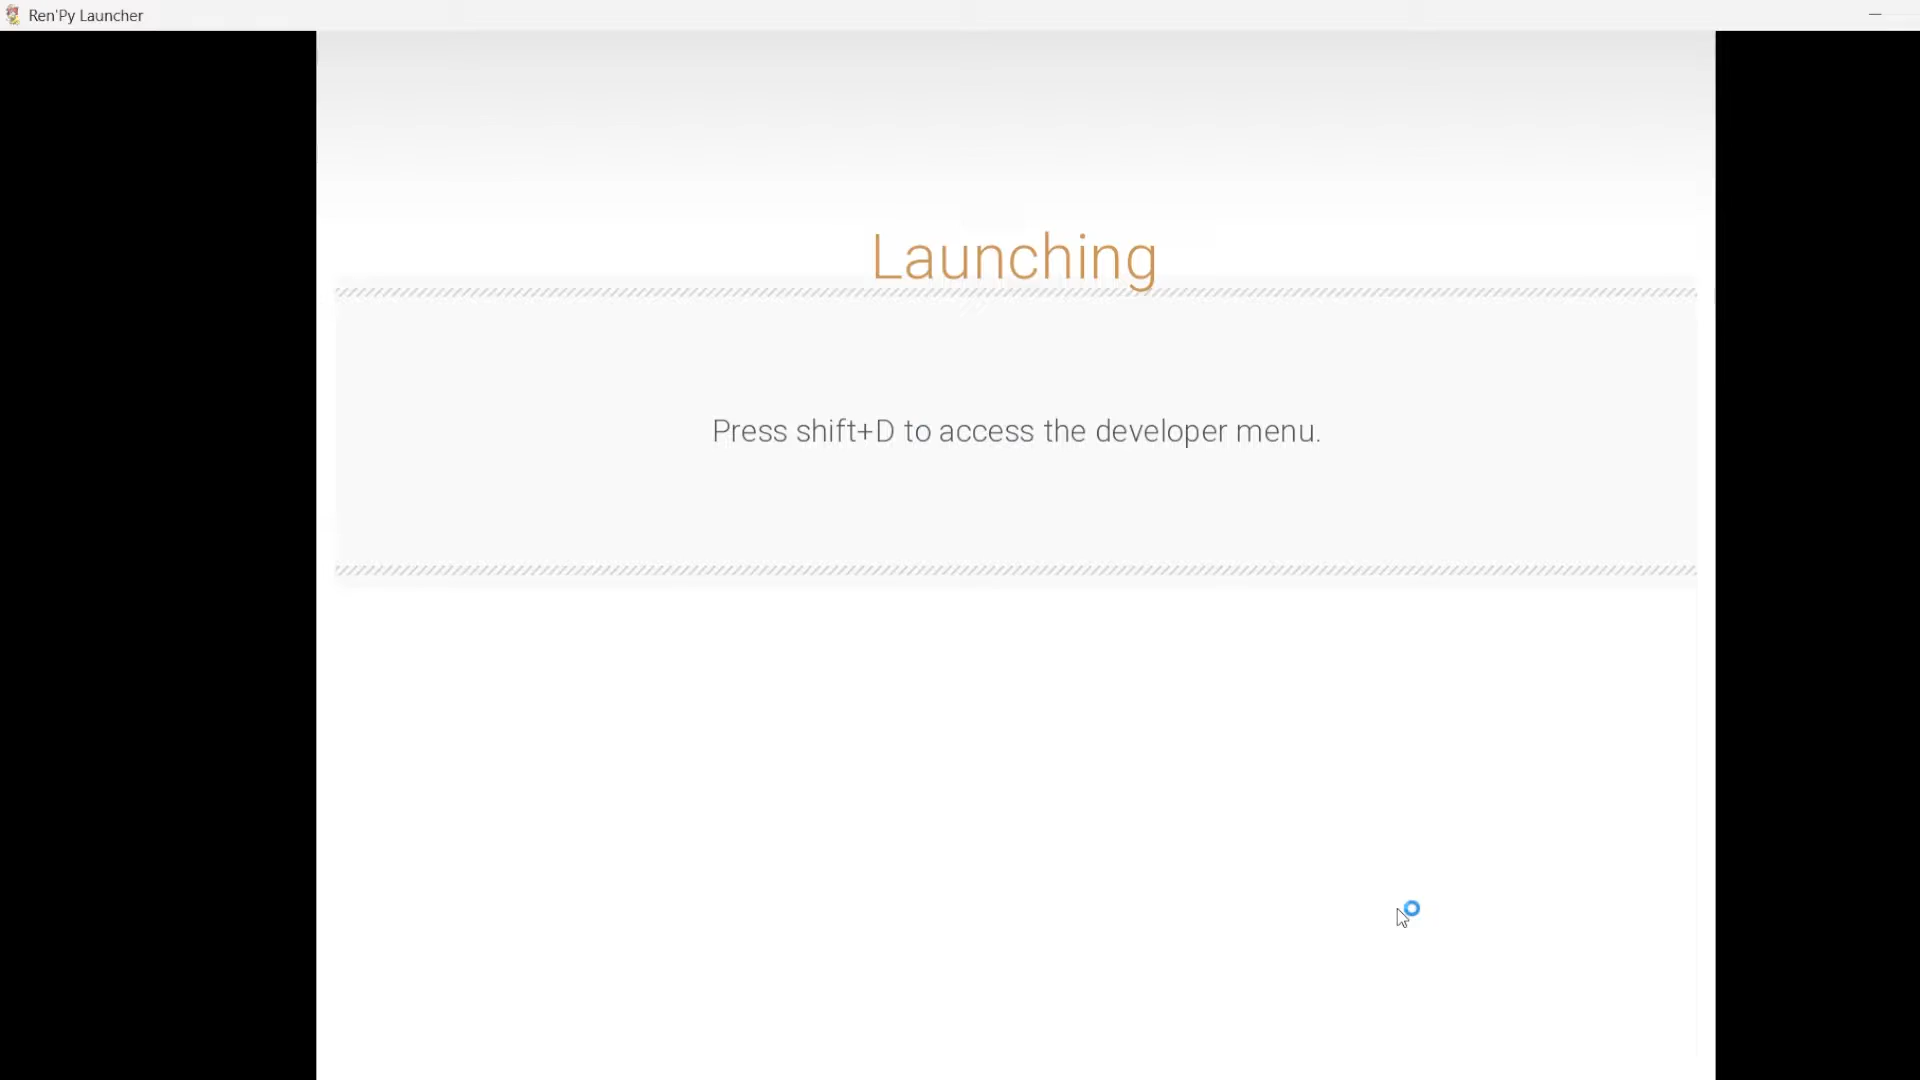 Ren'Py Launcher
Launching
Press shift+D to access the developer menu.